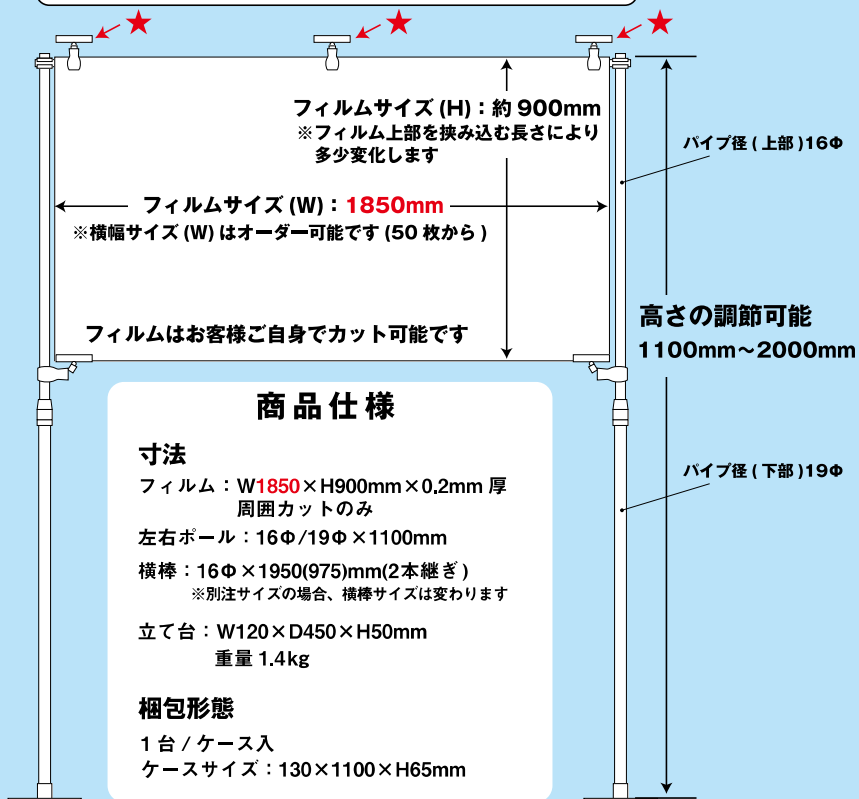 ★
★
★
フィルムサイズ (H)：約 900mm
※フィルム上部を挟み込む長さにより
多少変化します
パイプ径 ( 上部 )16Φ
フィルムサイズ (W)：1850mm
※横幅サイズ (W) はオーダー可能です (50 枚から )
高さの調節可能
1100mm～2000mm
フィルムはお客様ご自身でカット可能です
商品仕様
寸法
フィルム：W1850×H900mm×0.2mm 厚
周囲カットのみ
左右ポール：16Φ/19Φ×1100mm
横棒：16Φ×1950(975)mm(2本継ぎ )
※別注サイズの場合、横棒サイズは変わります
立て台：W120×D450×H50mm
重量 1.4kg
パイプ径 ( 下部 )19Φ
梱包形態
1 台 / ケース入
ケースサイズ：130×1100×H65mm